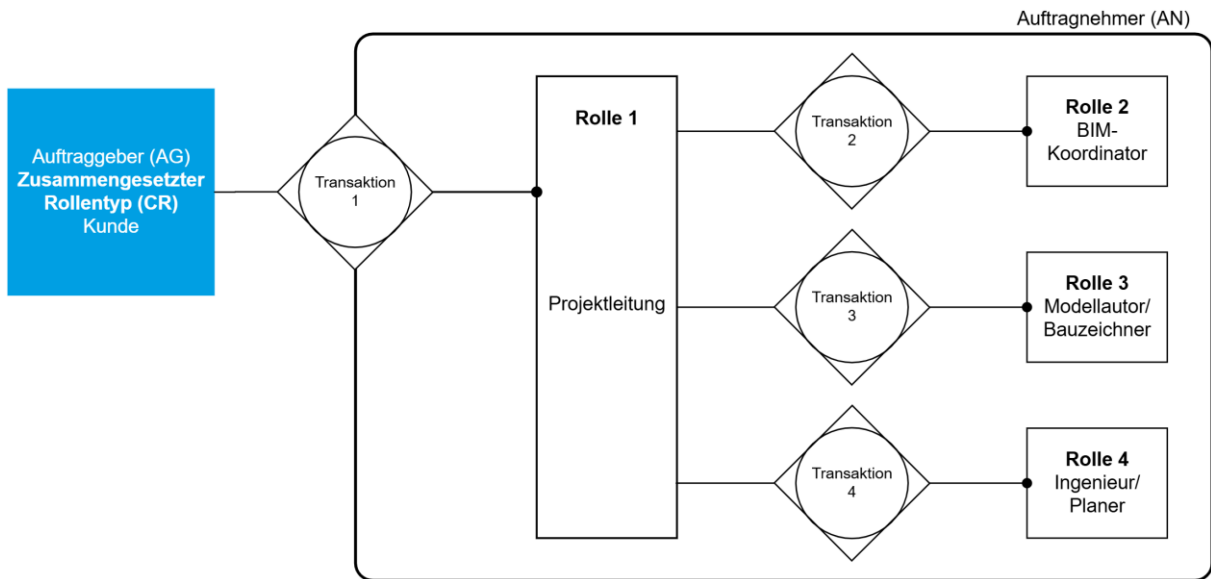 Auftragnehmer (AN)
Auftraggeber (AG)
Zusammengesetzter
Rollentyp (CR)
Kunde
Transaktion
1
Rolle 1
Projektleitung
Transaktion
2
Rolle 2
BIM-
Koordinator
Transaktion
3
Rolle 3
Modellautor/
Bauzeichner
Transaktion
4
Rolle 4
Ingenieur/
Planer